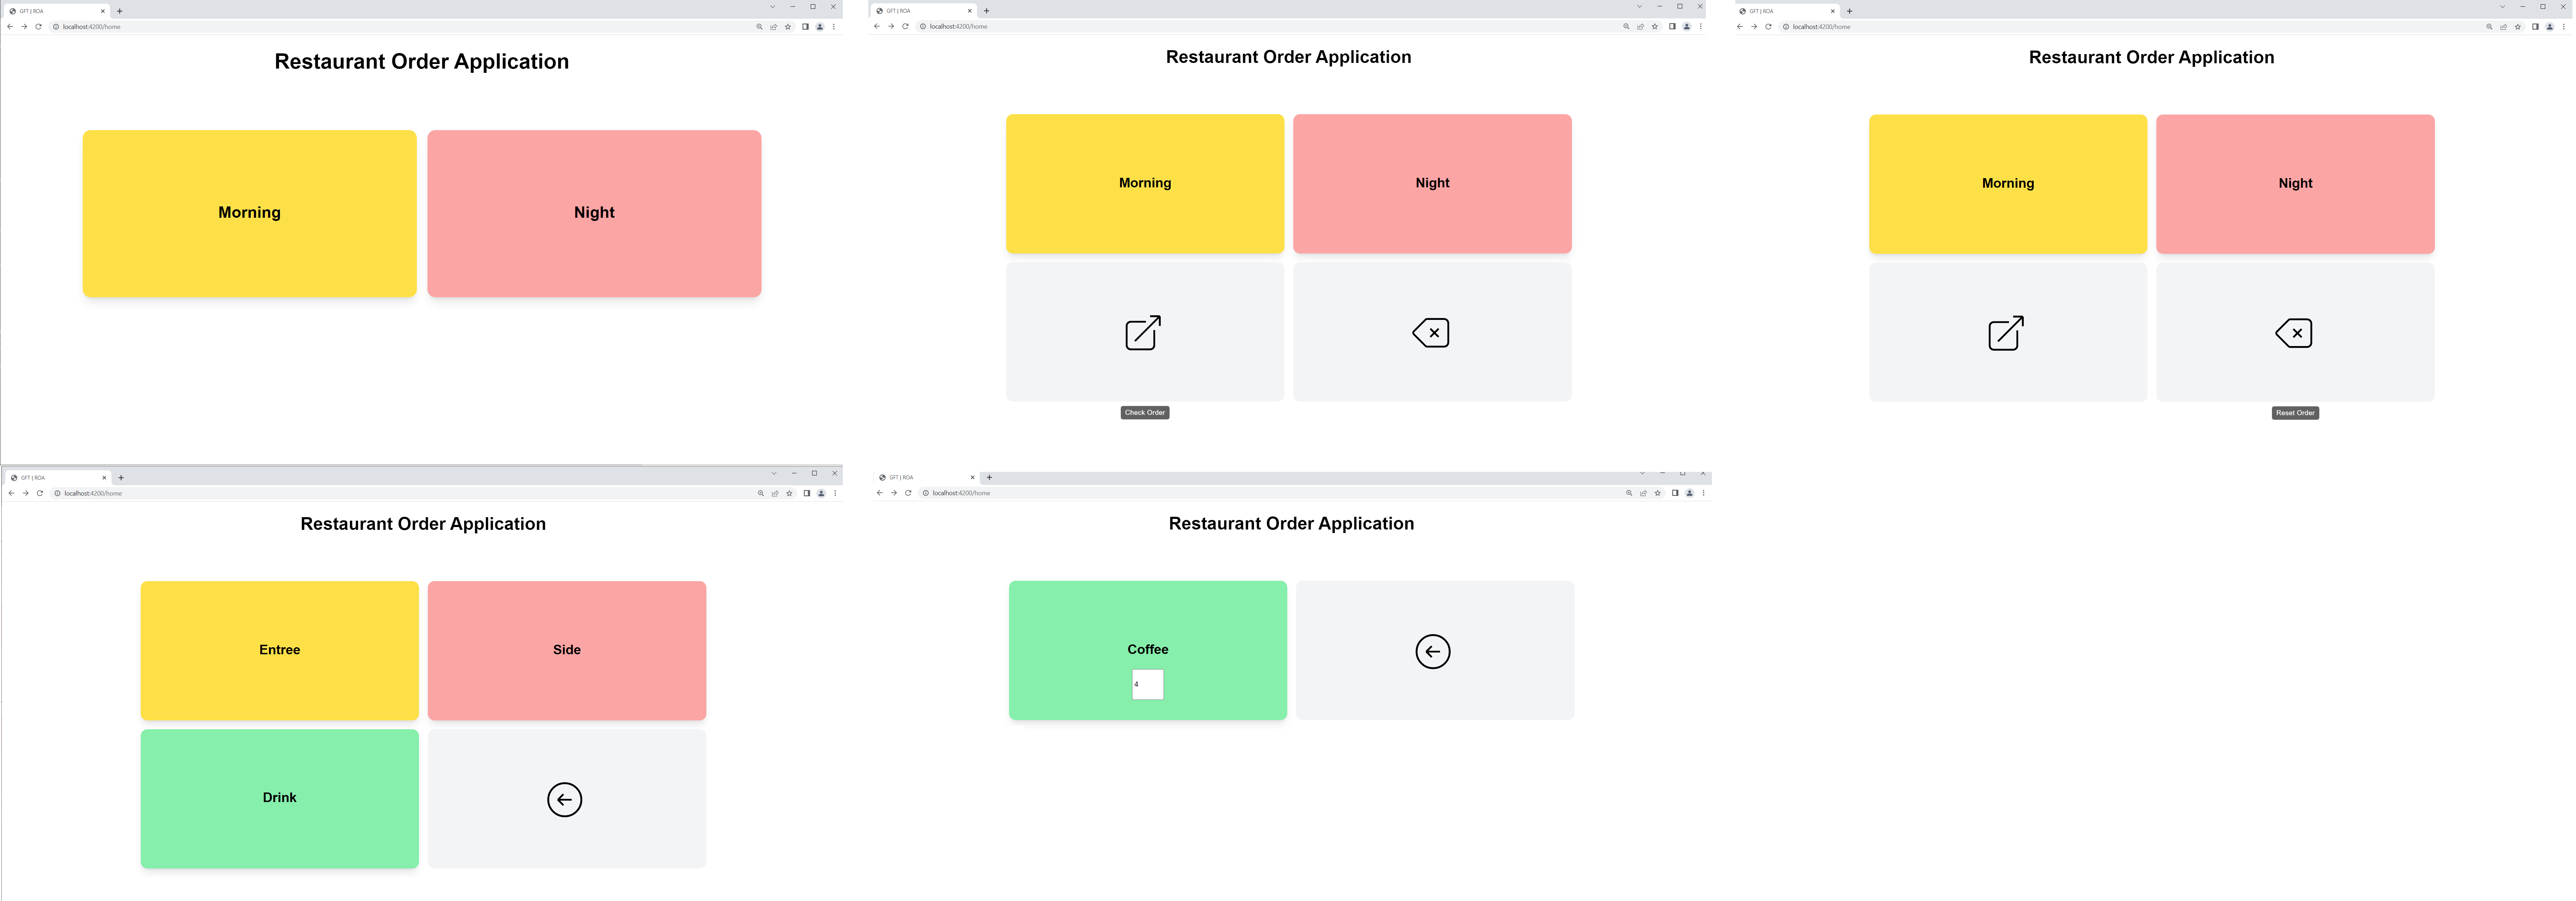 GFT | ROA
localhost:4200/home
Restaurant Order Application
Morning
Night
GFT | ROA
localhost:4200/home
Restaurant Order Application
Morning
Night
Check Order
GFT | ROA
localhost:4200/home
Restaurant Order Application
Morning
Night
Reset Order
GFT | ROA
localhost:4200/home
Restaurant Order Application
Entree
Side
Drink
GFT | ROA
localhost:4200/home
Restaurant Order Application
Coffee
4